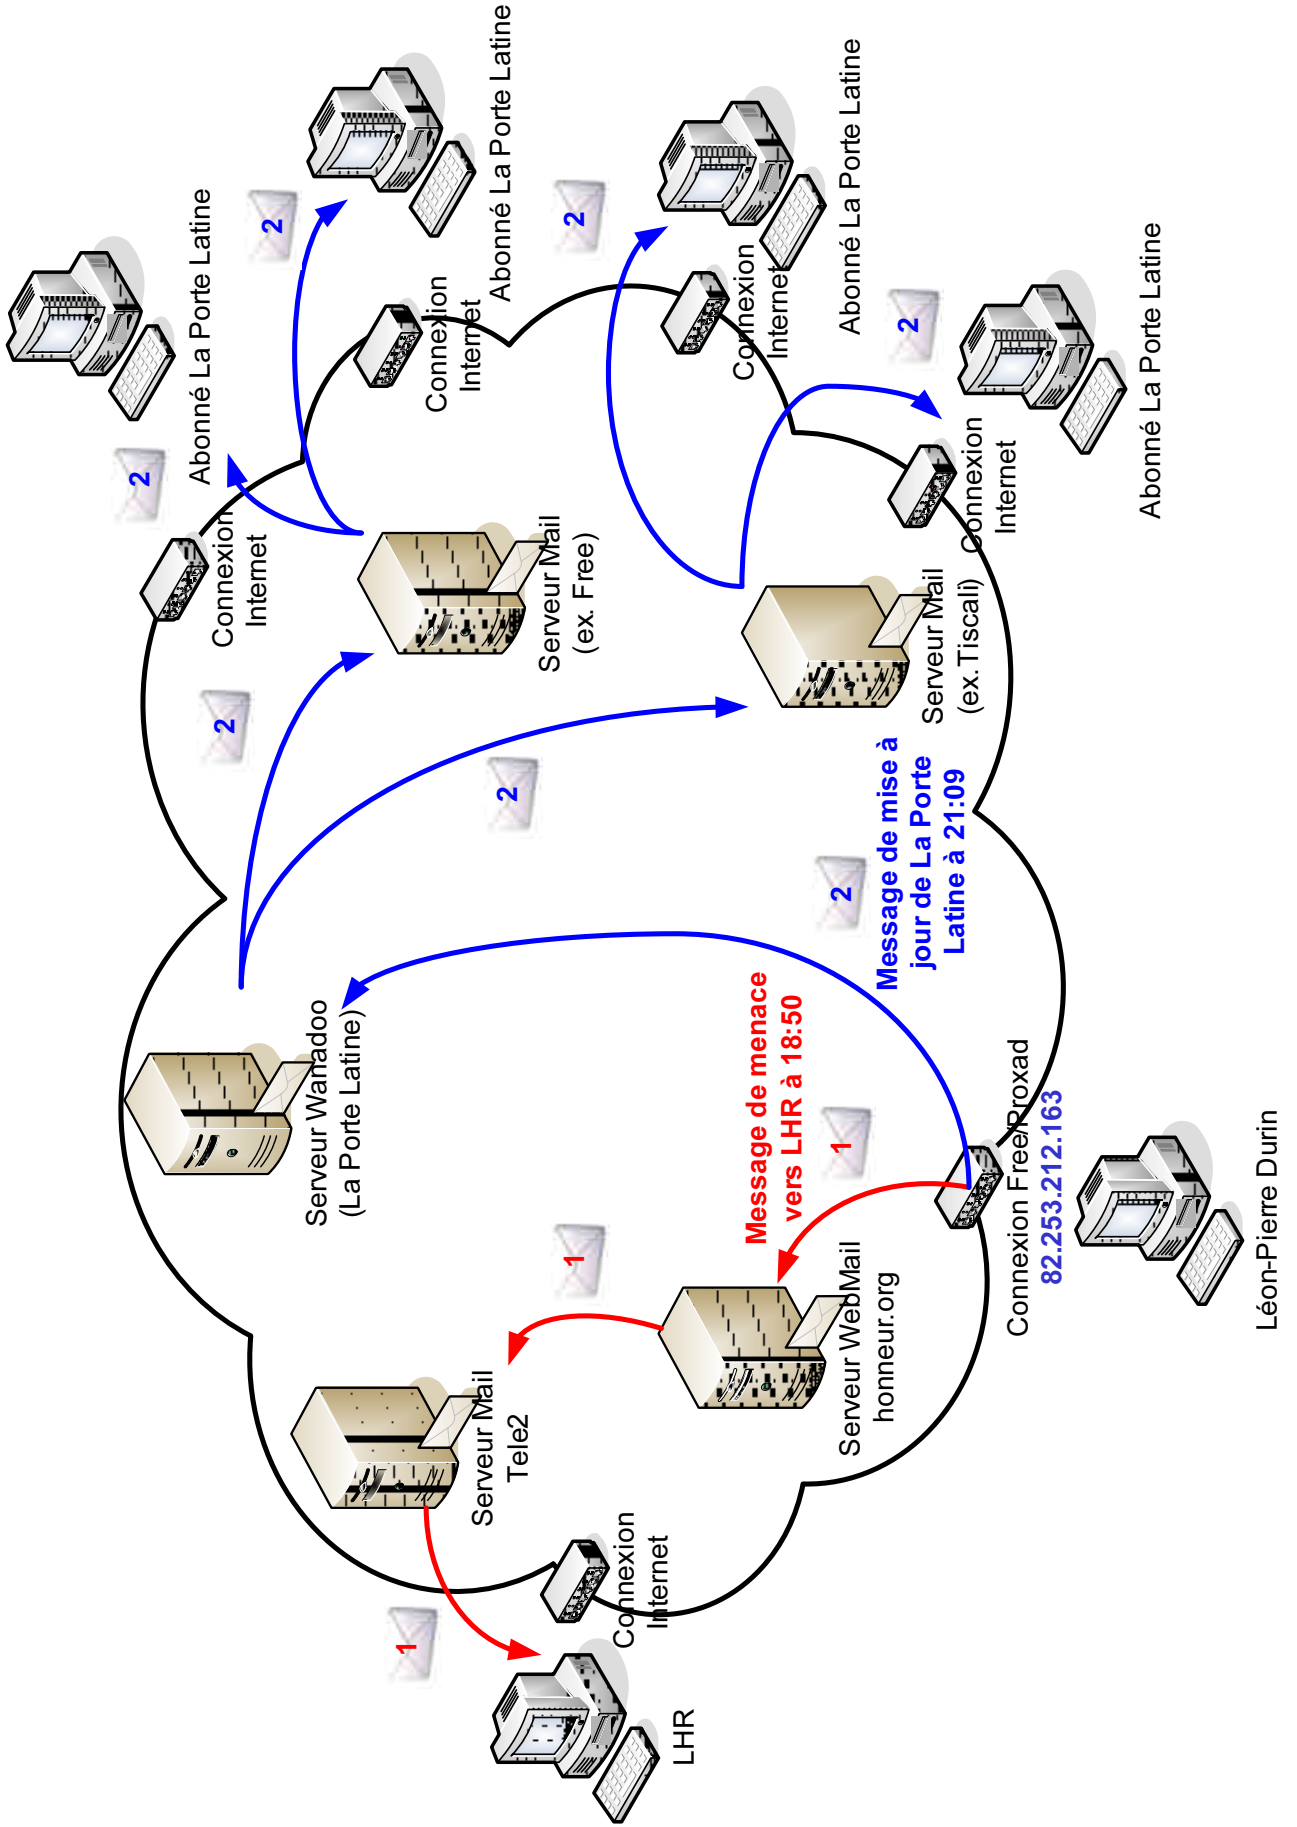 LHR
Connexion
Internet
1
Serveur Mail
Tele2
1
Serveur WebMail
honneur.org
1
Message de menace
vers LHR à 18:50
Connexion Free/Proxad
82.253.212.163
Léon-Pierre Durin
Serveur Wanadoo
(La Porte Latine)
2
Message de mise à
jour de La Porte
Latine à 21:09
2
2
Serveur Mail
(ex. Free)
Serveur Mail
(ex.Tiscali)
Connexion
Internet
2
Abonné La Porte Latine
Connexion
Internet
2
Abonné La Porte Latine
Connexion
Internet
2
Abonné La Porte Latine
Connexion
Internet
2
Abonné La Porte Latine